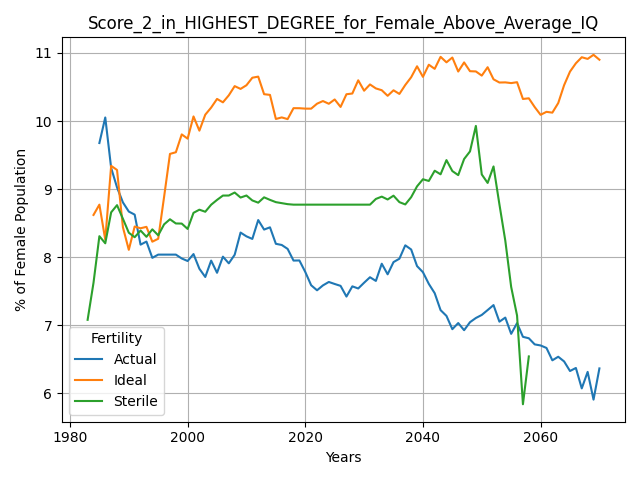 Score_2_in_HIGHEST_DEGREE_for_Female_Above_Average_IQ
11
10
9
8
7
6
% of Female Population
Fertility
Actual
Ideal
Sterile
1980 2000 2020 2040 2060
Years